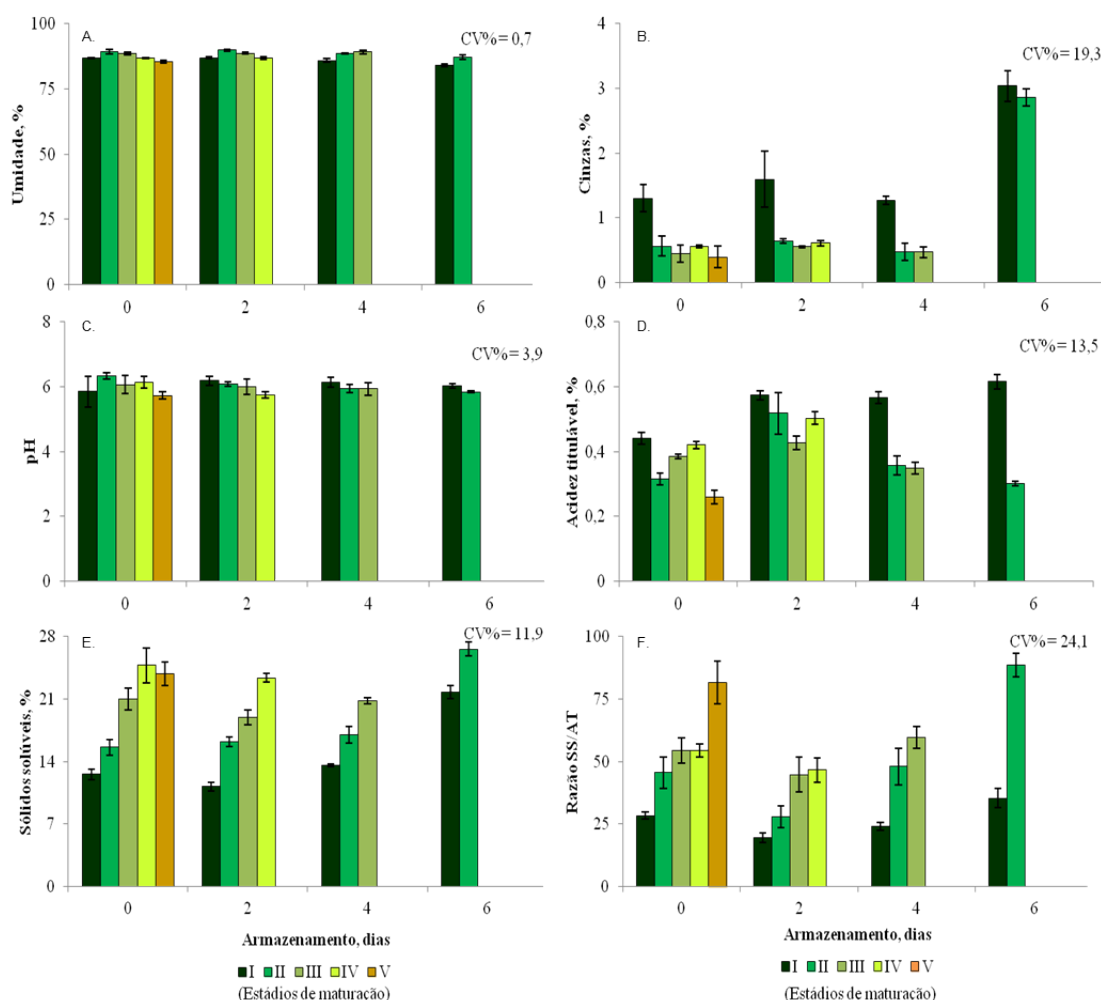 A.
CV%= 0,7
100
75
50
25
0
Umidade, %
0 2 4 6
B.
CV%= 19,3
4
3
2
1
0
Cinzas, %
0 2 4 6
C.
CV%= 3,9
8
6
4
2
0
pH
0 2 4 6
D.
CV%= 13,5
0,8
0,6
0,4
0,2
0
Acidez titulável, %
0 2 4 6
E.
CV%= 11,9
28
21
14
7
0
Sólidos solúveis, %
0 2 4 6
Armazenamento, dias
I II III IV V
(Estádios de maturação)
F.
CV%= 24,1
100
75
50
25
0
Razão SS/AT
0 2 4 6
Armazenamento, dias
I II III IV V
(Estádios de maturação)